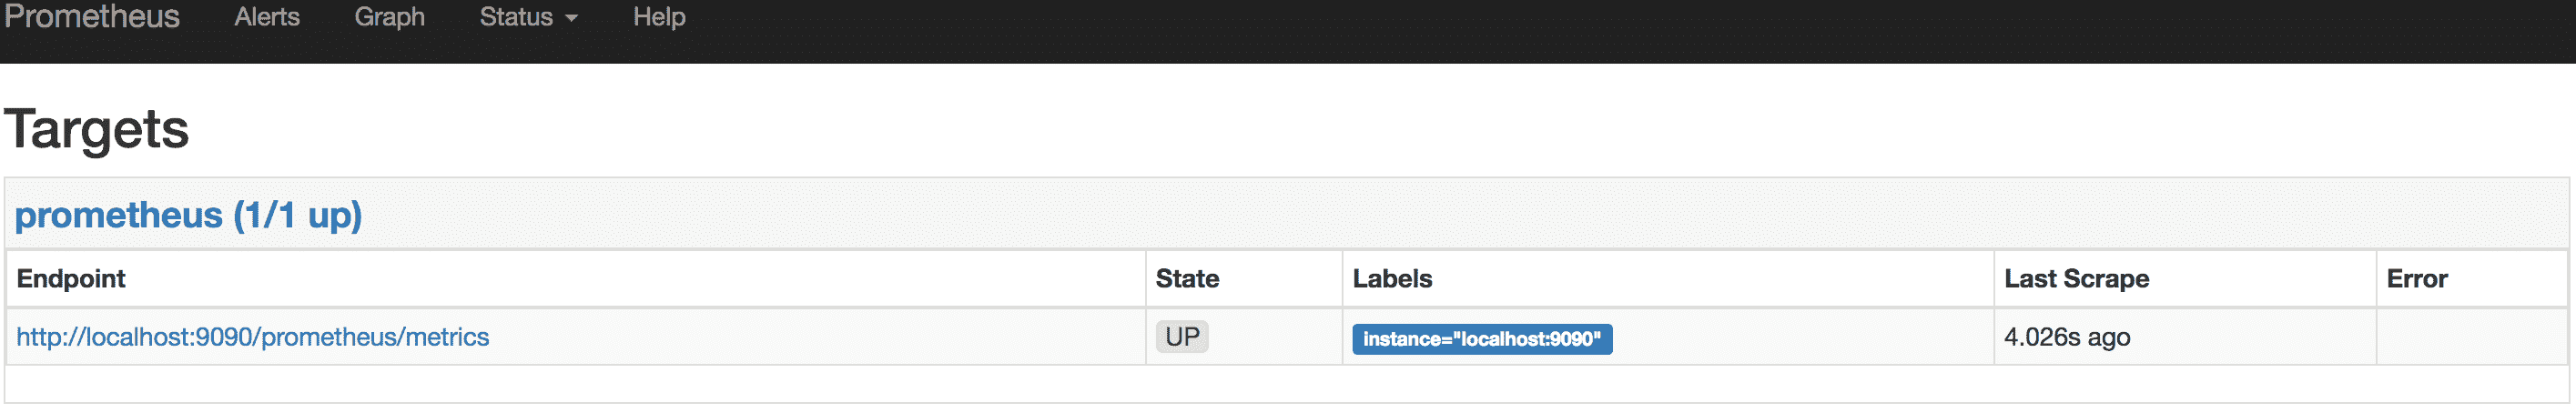 Prometheus Alerts Graph Status Help
Targets
prometheus (1/1 up)
Endpoint State Labels Last Scrape Error
http://localhost:9090/prometheus/metrics UP instance="localhost:9090" 4.026s ago